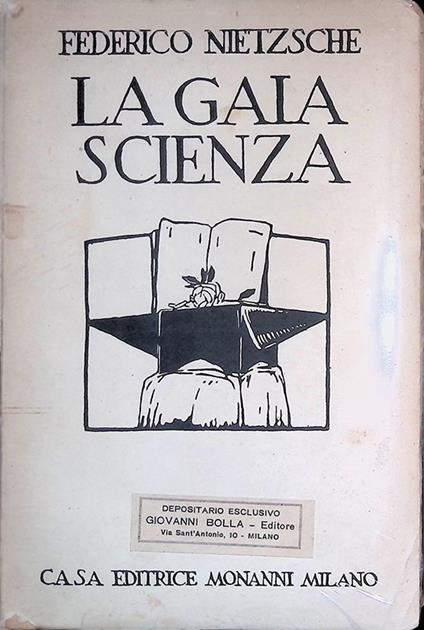 FEDERICO NIETZSCHE
LA GAIA
SCIENZA
DEPOSITARIO ESCLUSIVO
GIOVANNI BOLLA - Editore
Via Sant'Antonio, 10 - MILANO
CASA EDITRICE MONANNI MILANO